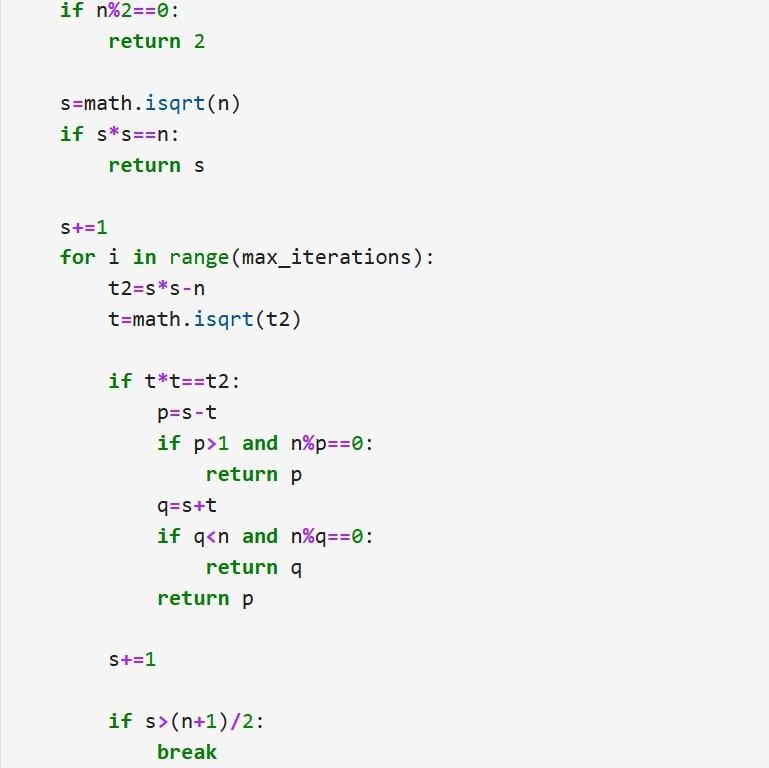 if n%2==0:
return 2
s=math.isqrt(n)
if s*s==n:
return s
s+=1
for i in range(max_iterations):
t2=s*s-n
t=math.isqrt(t2)
if t*t==t2:
p=s-t
if p>1 and n%p==0:
return p
q=s+t
if q<n and n%q==0:
return q
return p
s+=1
if s>(n+1)/2:
break